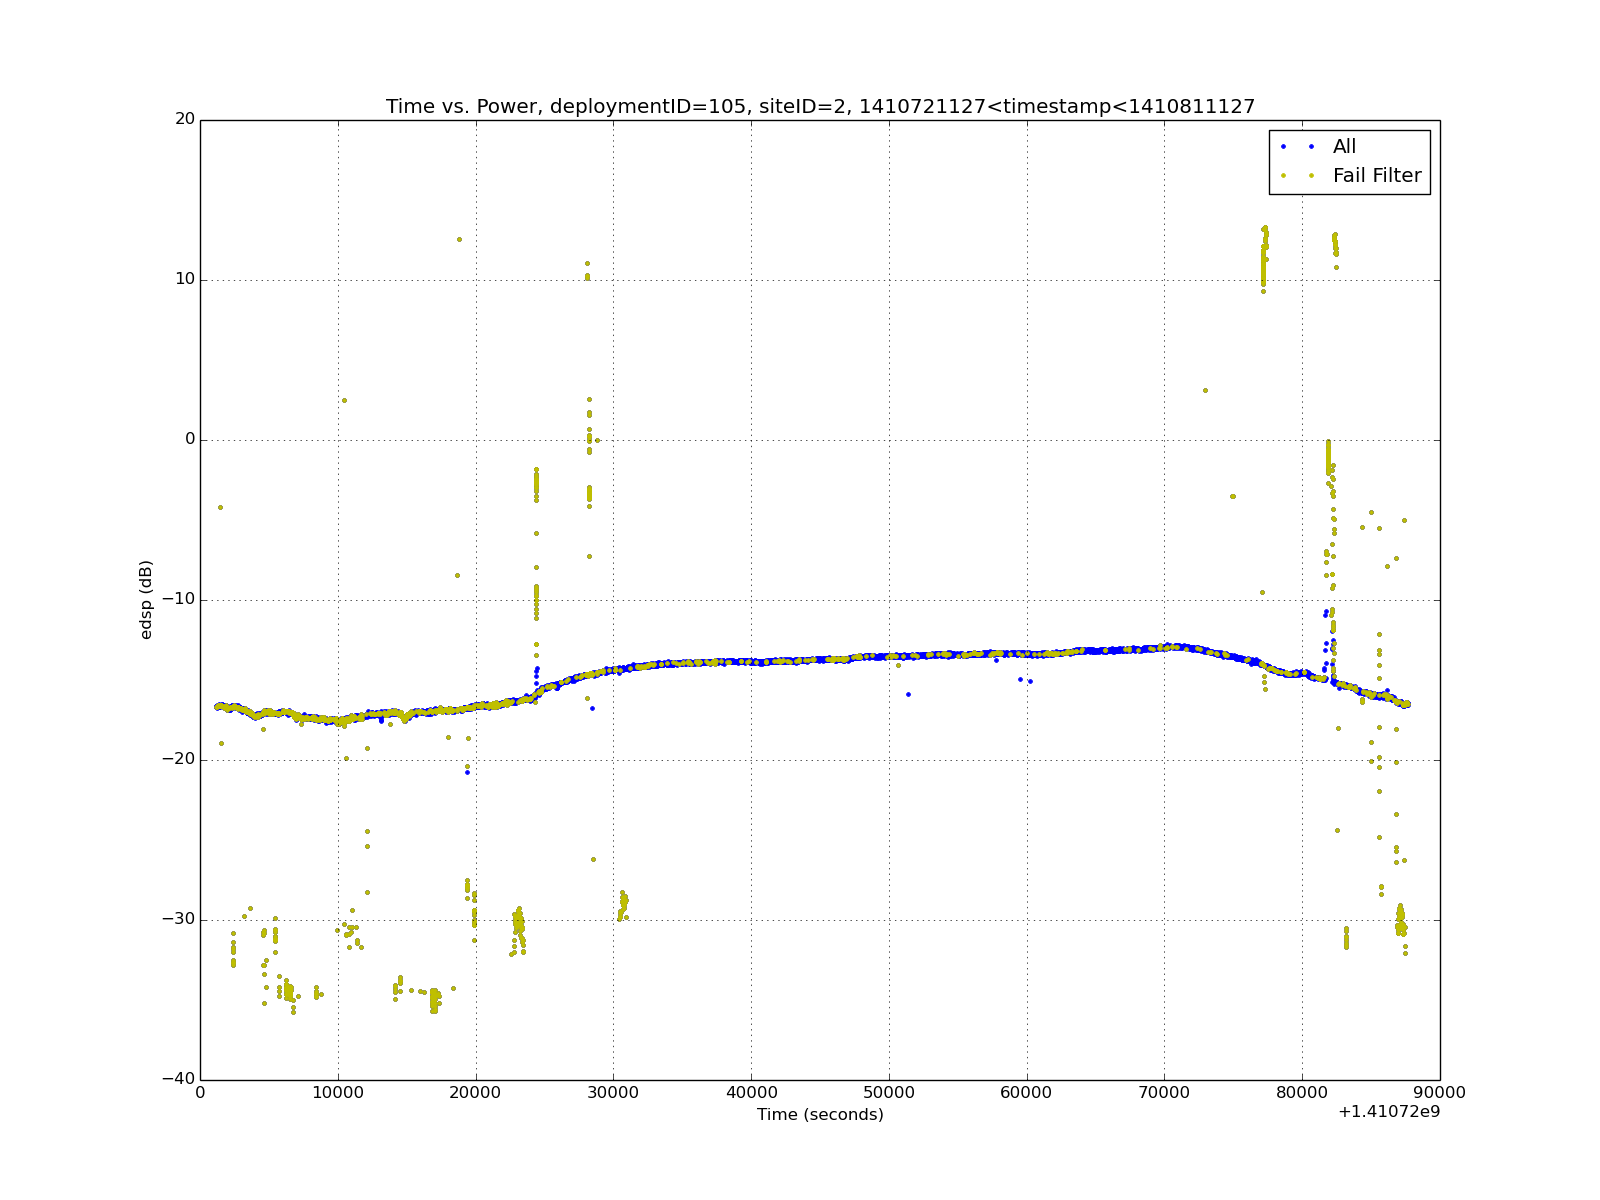 Time vs. Power, deploymentID=105, siteID=2, 1410721127<timestamp<1410811127
20
10
0
−10
−20
−30
−40
edsp (dB)
All
Fail Filter
0 10000 20000 30000 40000 50000 60000 70000 80000 90000
Time (seconds)
+1.41072e9